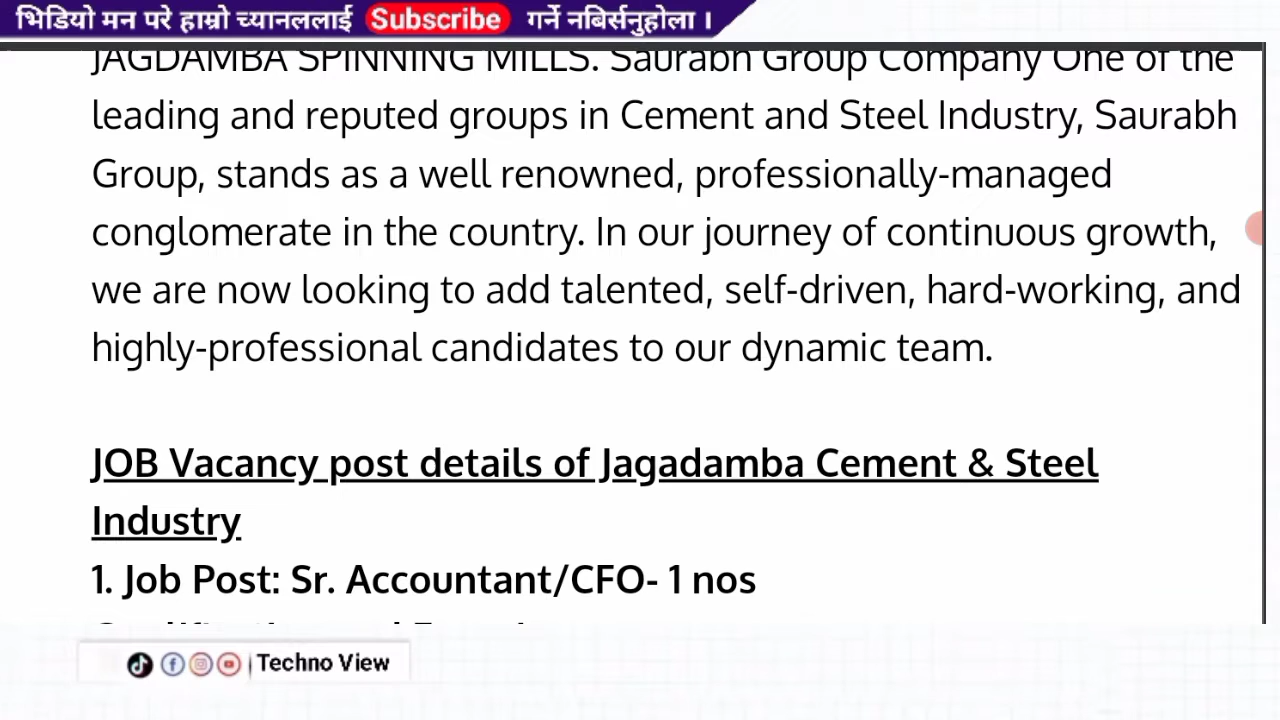 भिडियो मन परे हाम्रो च्यानललाई Subscribe गर्ने नबिर्सनुहोला ।
JAGDAMBA SPINNING MILLS. Saurabh Group Company One of the
leading and reputed groups in Cement and Steel Industry, Saurabh
Group, stands as a well renowned, professionally-managed
conglomerate in the country. In our journey of continuous growth,
we are now looking to add talented, self-driven, hard-working, and
highly-professional candidates to our dynamic team.
JOB Vacancy post details of Jagadamba Cement & Steel
Industry
1. Job Post: Sr. Accountant/CFO- 1 nos
Techno View